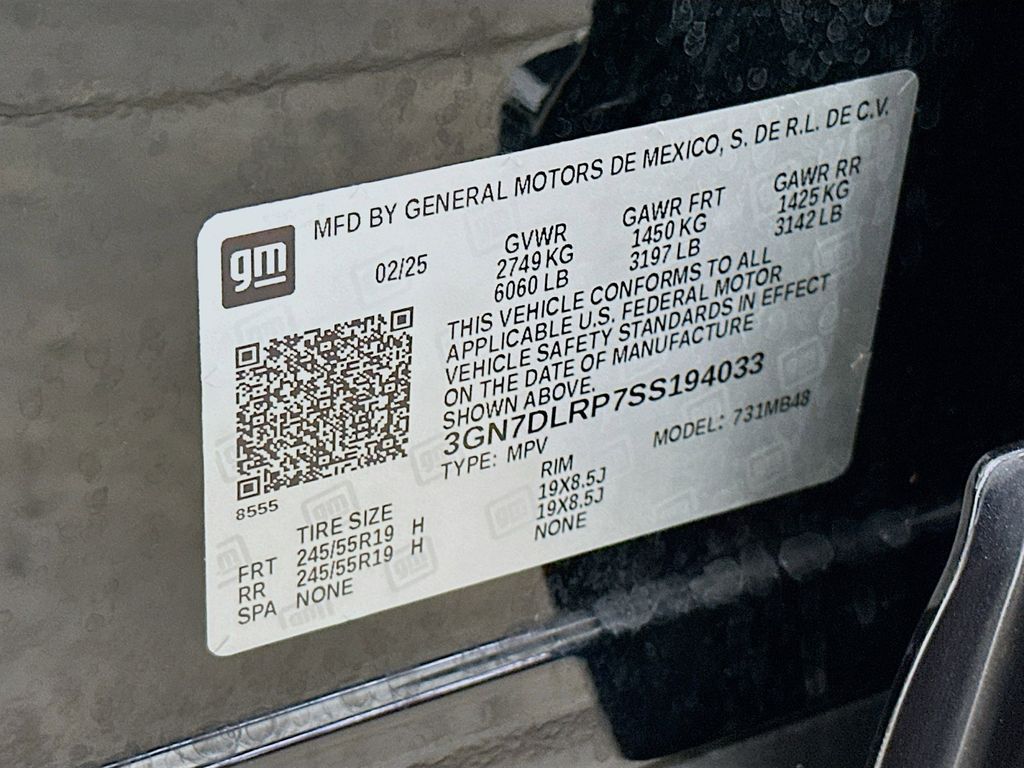 MFD BY GENERAL MOTORS DE MEXICO, S. DE R.L. DE C.V.
gm
02/25
GVWR GAWR FRT GAWR RR
2749 KG 1450 KG 1425 KG
6060 LB 3197 LB 3142 LB
THIS VEHICLE CONFORMS TO ALL
APPLICABLE U.S. FEDERAL MOTOR
VEHICLE SAFETY STANDARDS IN EFFECT
ON THE DATE OF MANUFACTURE
SHOWN ABOVE.
3GN7DLRP7SS194033
TYPE: MPV MODEL: 731MB48
8555
TIRE SIZE RIM
FRT 245/55R19 H 19X8.5J
RR 245/55R19 H 19X8.5J
SPA NONE NONE